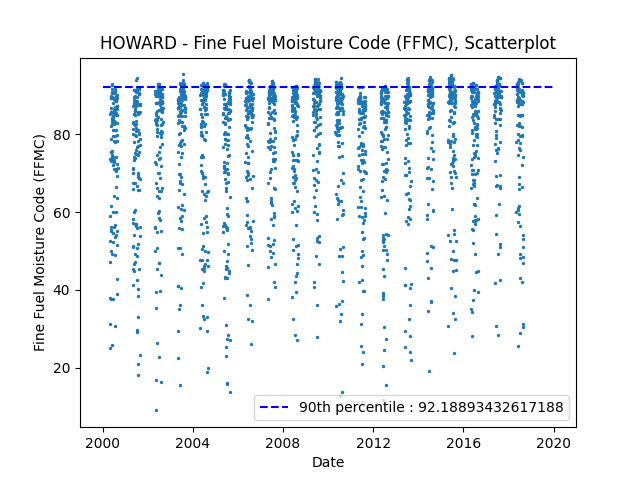 HOWARD - Fine Fuel Moisture Code (FFMC), Scatterplot
Fine Fuel Moisture Code (FFMC)
80
60
40
20
90th percentile : 92.18893432617188
2000
2004
2008
2012
2016
2020
Date